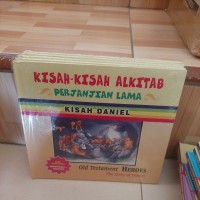 KISAH-KISAH ALKITAB
PERJANJIAN LAMA
KISAH DANIEL
Old Testament HEROES